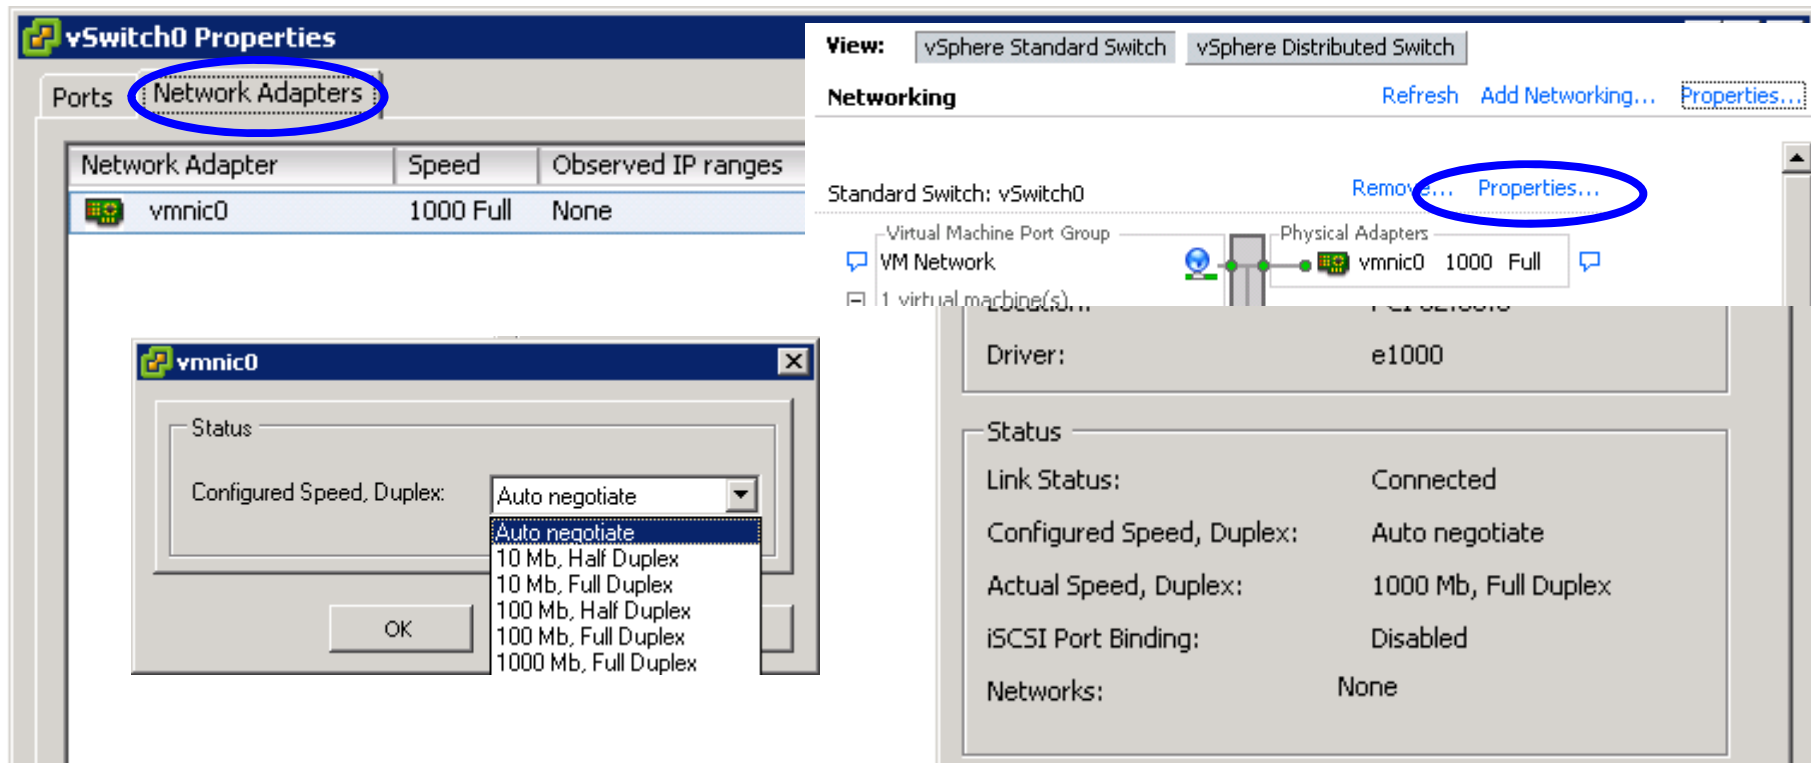 vSwitch0 Properties
Ports Network Adapters
Network Adapter Speed Observed IP ranges
vmnic0 1000 Full None
View: vSphere Standard Switch vSphere Distributed Switch
Networking Refresh Add Networking... Properties...
Standard Switch: vSwitch0 Remove... Properties...
Virtual Machine Port Group Physical Adapters
VM Network vmnic0 1000 Full
1 virtual machine(s)
Driver: e1000
Status
Link Status: Connected
Configured Speed, Duplex: Auto negotiate
Actual Speed, Duplex: 1000 Mb, Full Duplex
iSCSI Port Binding: Disabled
Networks: None
vmnic0
Status
Configured Speed, Duplex: Auto negotiate
Auto negotiate
10 Mb, Half Duplex
10 Mb, Full Duplex
100 Mb, Half Duplex
100 Mb, Full Duplex
1000 Mb, Full Duplex
OK